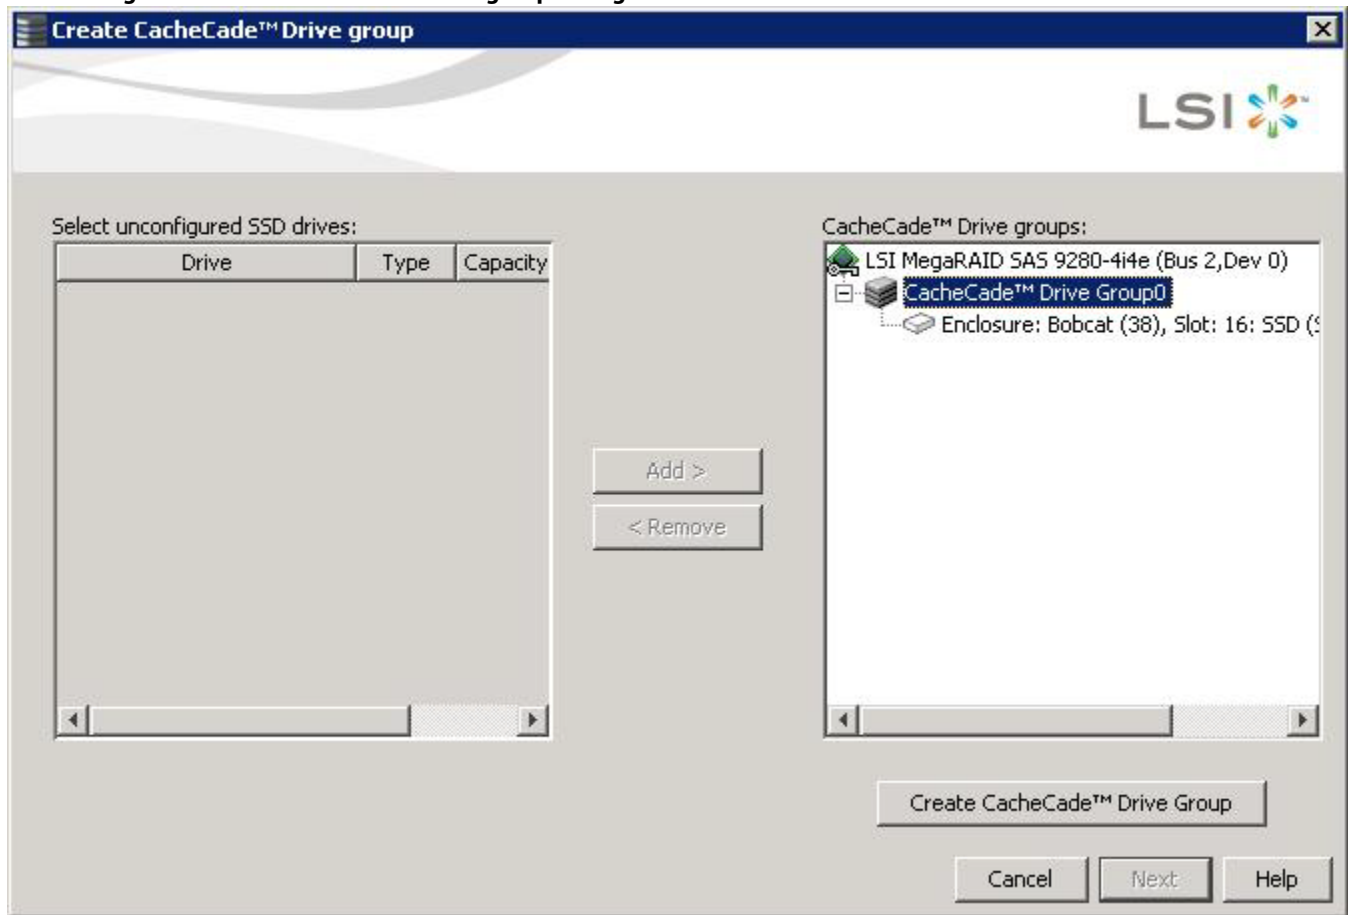 Create CacheCade™ Drive group
LSI
Select unconfigured SSD drives:
Drive Type Capacity
Add >
< Remove
CacheCade™ Drive groups:
LSI MegaRAID SAS 9280-4i4e (Bus 2,Dev 0)
CacheCade™ Drive Group0
Enclosure: Bobcat (38), Slot: 16: SSD (
Create CacheCade™ Drive Group
Cancel Next Help